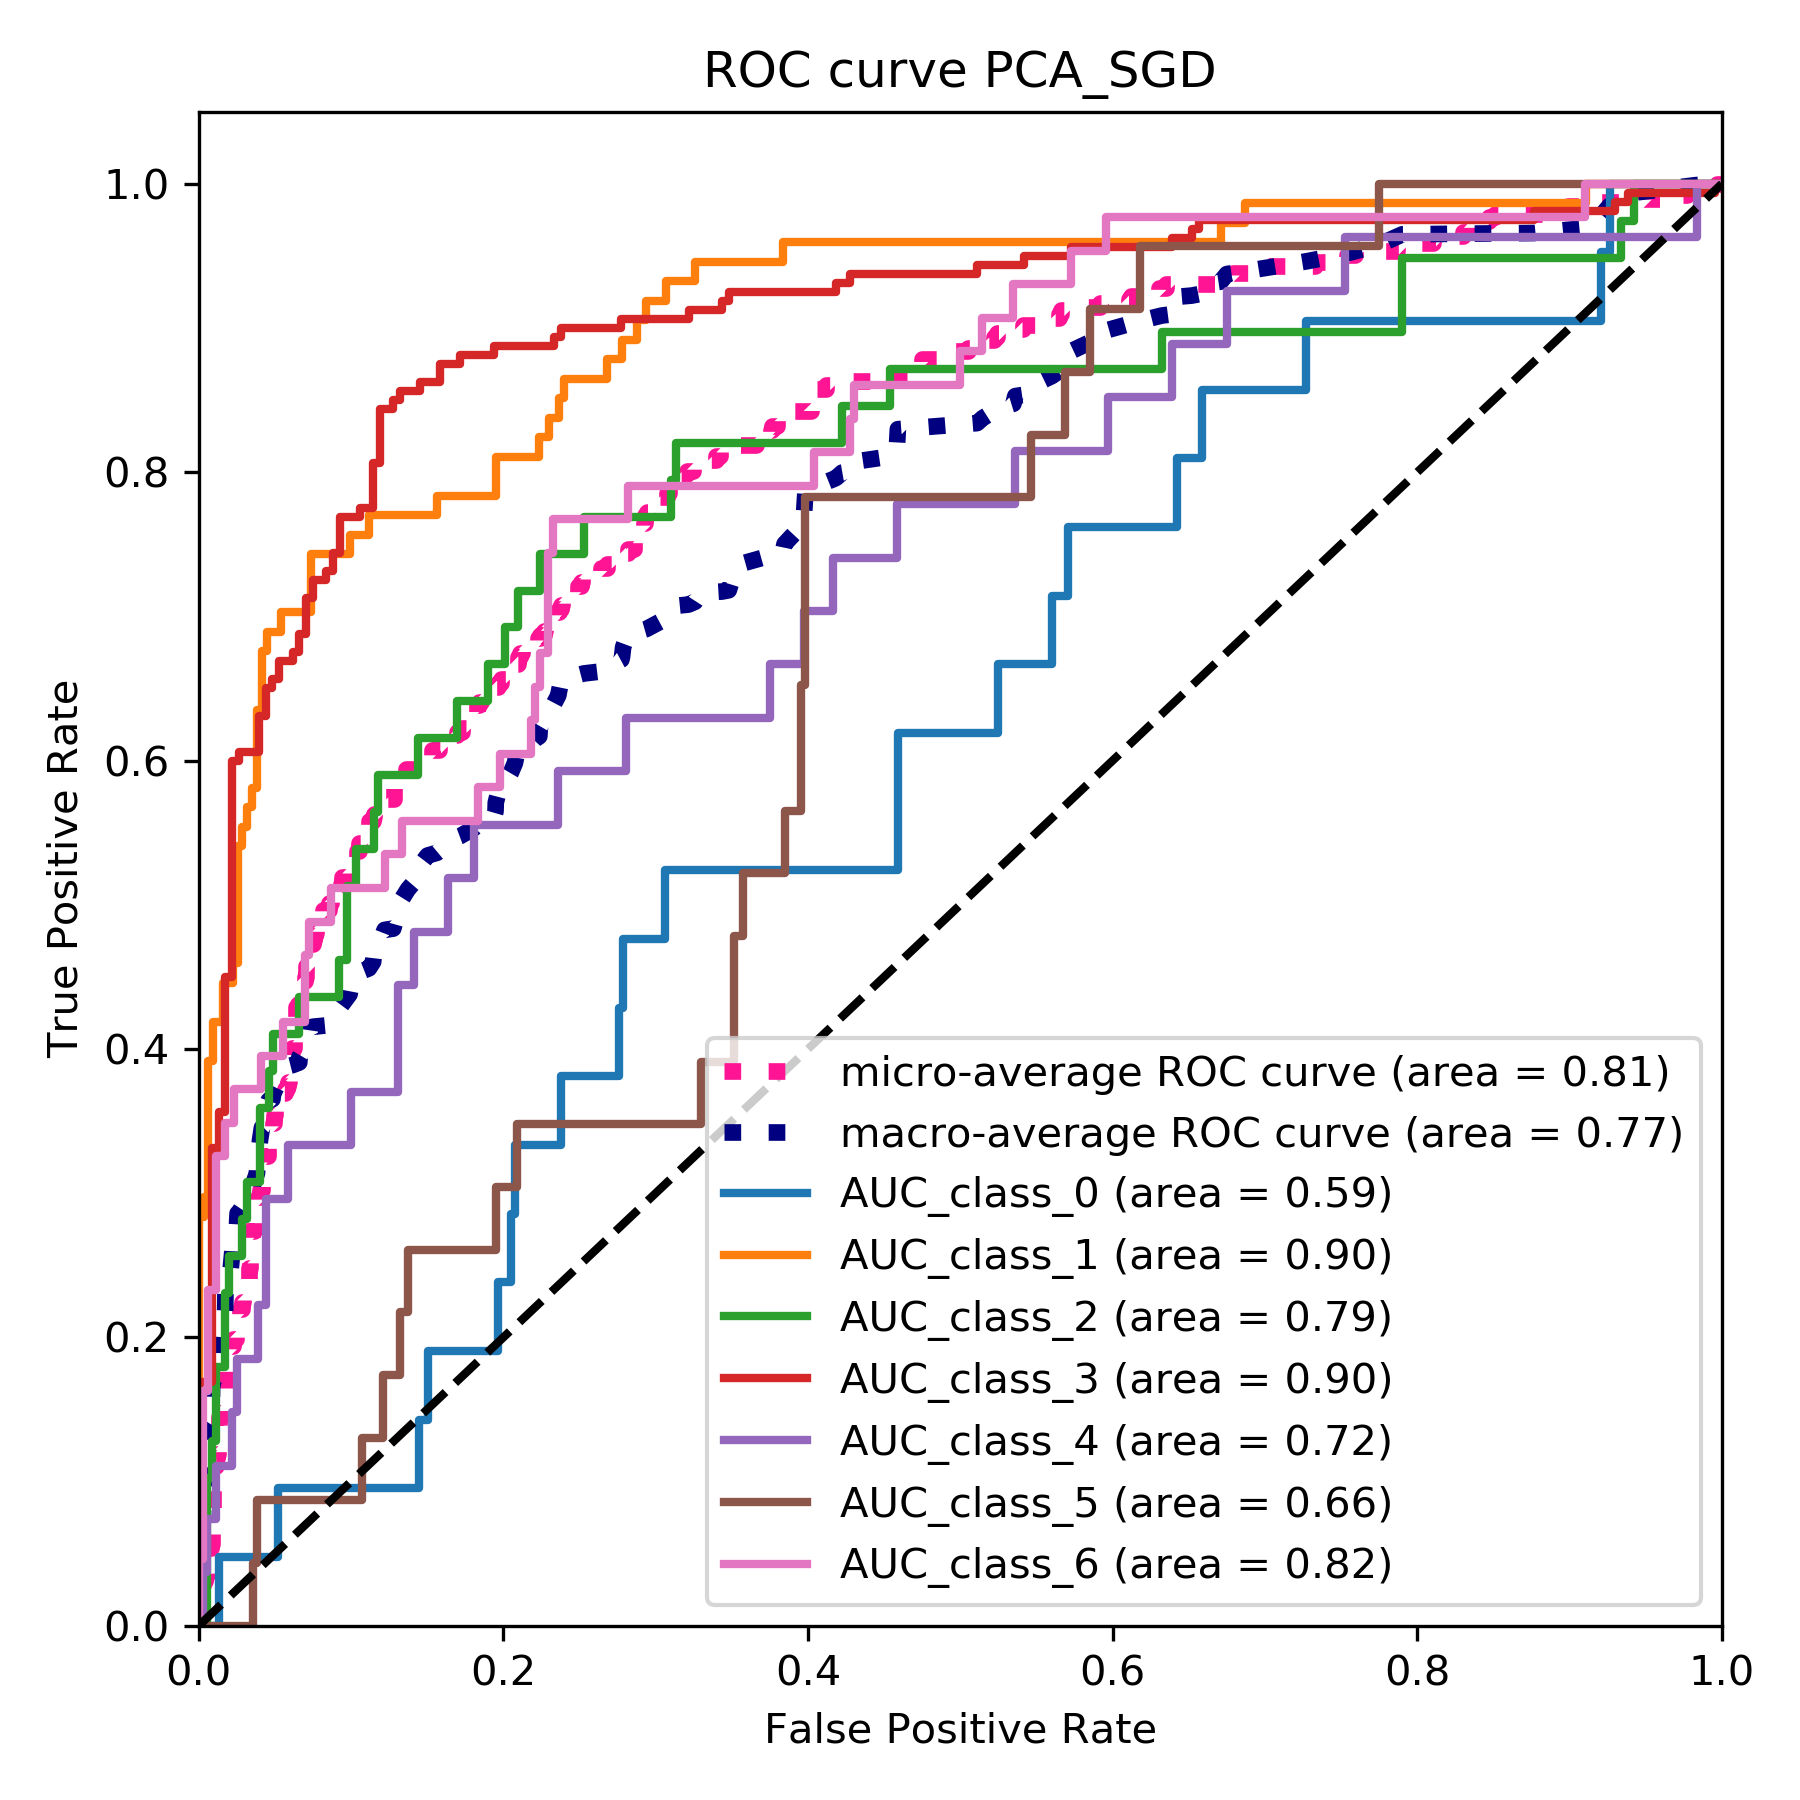 ROC curve PCA_SGD
True Positive Rate
1.0
0.8
0.6
0.4
0.2
0.0
micro-average ROC curve (area = 0.81)
macro-average ROC curve (area = 0.77)
AUC_class_0 (area = 0.59)
AUC_class_1 (area = 0.90)
AUC_class_2 (area = 0.79)
AUC_class_3 (area = 0.90)
AUC_class_4 (area = 0.72)
AUC_class_5 (area = 0.66)
AUC_class_6 (area = 0.82)
0.0 0.2 0.4 0.6 0.8 1.0
False Positive Rate